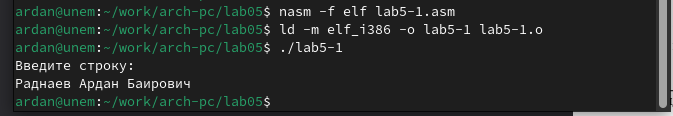 ardan@unem:~/work/arch-pc/lab05$ nasm -f elf lab5-1.asm
ardan@unem:~/work/arch-pc/lab05$ ld -m elf_i386 -o lab5-1 lab5-1.o
ardan@unem:~/work/arch-pc/lab05$ ./lab5-1
Введите строку:
Раднаев Ардан Баирович
ardan@unem:~/work/arch-pc/lab05$